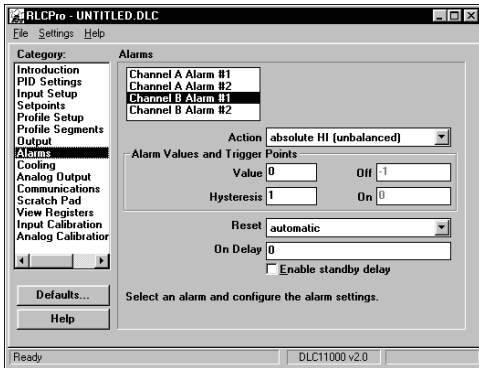 RLCPro - UNTITLED.DLC
File Settings Help
Category:
Introduction
PID Settings
Input Setup
Setpoints
Profile Setup
Profile Segments
Output
Alarms
Cooling
Analog Output
Communications
Scratch Pad
View Registers
Input Calibration
Analog Calibration
Defaults...
Help
Alarms
Channel A Alarm #1
Channel A Alarm #2
Channel B Alarm #1
Channel B Alarm #2
Action absolute HI (unbalanced)
Alarm Values and Trigger Points
Value 0 Off -1
Hysteresis 1 On 0
Reset automatic
On Delay 0
Enable standby delay
Select an alarm and configure the alarm settings.
Ready DLC11000 v2.0